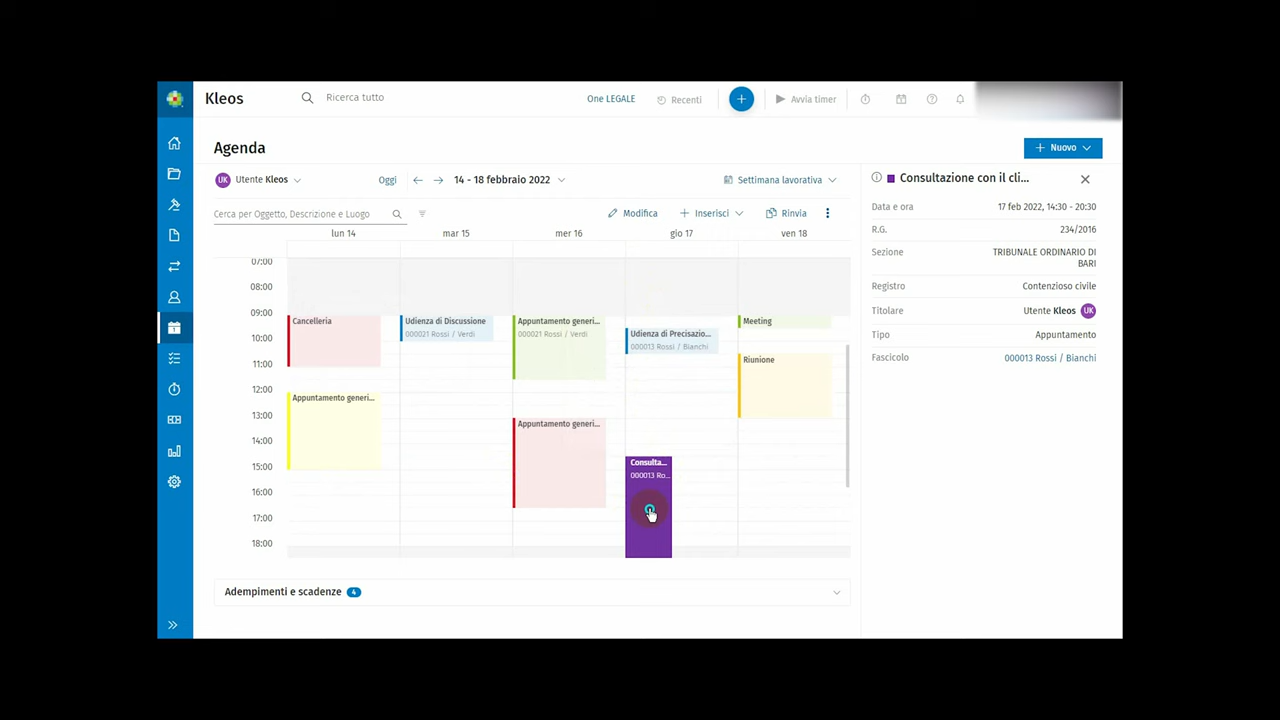 Kleos
Ricerca tutto
One LEGALE
Recenti
Avvia timer
Agenda
Nuovo
UK Utente Kleos
Oggi
14 - 18 febbraio 2022
Settimana lavorativa
Cerca per Oggetto, Descrizione e Luogo
Modifica
Inserisci
Rinvia
lun 14
mar 15
mer 16
gio 17
ven 18
07:00
08:00
09:00
10:00
11:00
12:00
13:00
14:00
15:00
16:00
17:00
18:00
Cancelleria
Appuntamento generi...
Udienza di Discussione
000021 Rossi / Verdi
Appuntamento generi...
000021 Rossi / Verdi
Appuntamento generi...
Udienza di Precisazio...
000013 Rossi / Bianchi
Consulta...
000013 Ro...
Meeting
Riunione
Adempimenti e scadenze 4
Consultazione con il cli...
Data e ora 17 feb 2022, 14:30 - 20:30
R.G. 234/2016
Sezione TRIBUNALE ORDINARIO DI
BARI
Registro Contenzioso civile
Titolare Utente Kleos UK
Tipo Appuntamento
Fascicolo 000013 Rossi / Bianchi